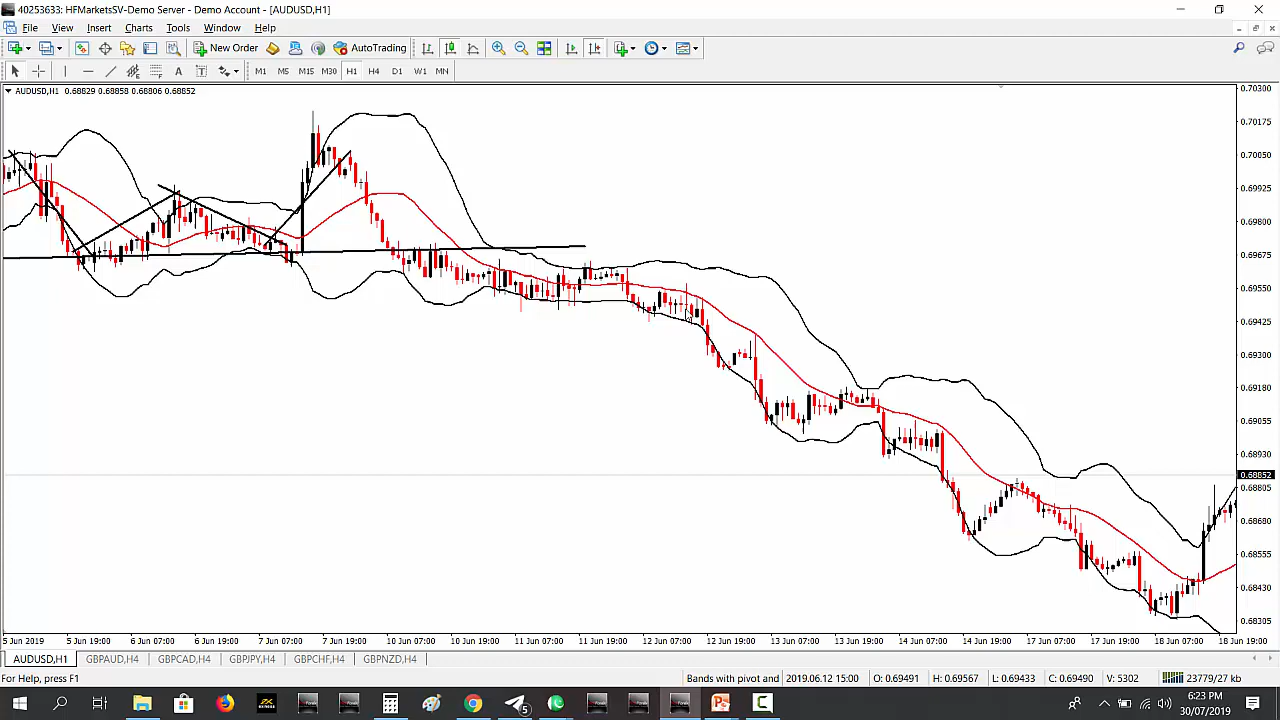 40253633: HFMarketsSV-Demo Server - Demo Account - [AUDUSD,H1]
File View Insert Charts Tools Window Help
New Order AutoTrading
A T M1 M5 M15 M30 H1 H4 D1 W1 MN
AUDUSD,H1 0.68829 0.68858 0.68806 0.68852
0.70300
0.70175
0.70050
0.69925
0.69800
0.69675
0.69550
0.69425
0.69300
0.69180
0.69055
0.68930
0.68852
0.68805
0.68680
0.68555
0.68430
0.68305
5 Jun 2019 5 Jun 19:00 6 Jun 07:00 6 Jun 19:00 7 Jun 07:00 7 Jun 19:00 10 Jun 07:00 10 Jun 19:00 11 Jun 07:00 11 Jun 19:00 12 Jun 07:00 12 Jun 19:00 13 Jun 07:00 13 Jun 19:00 14 Jun 07:00 14 Jun 19:00 17 Jun 07:00 17 Jun 19:00 18 Jun 07:00 18 Jun 19:00
AUDUSD,H1 GBPAUD,H4 GBPCAD,H4 GBPJPY,H4 GBPCHF,H4 GBPNZD,H4
For Help, press F1 Bands with pivot and 2019.06.12 15:00 O: 0.69491 H: 0.69567 L: 0.69433 C: 0.69490 V: 5302 23779/27 kb
6:23 PM
30/07/2019